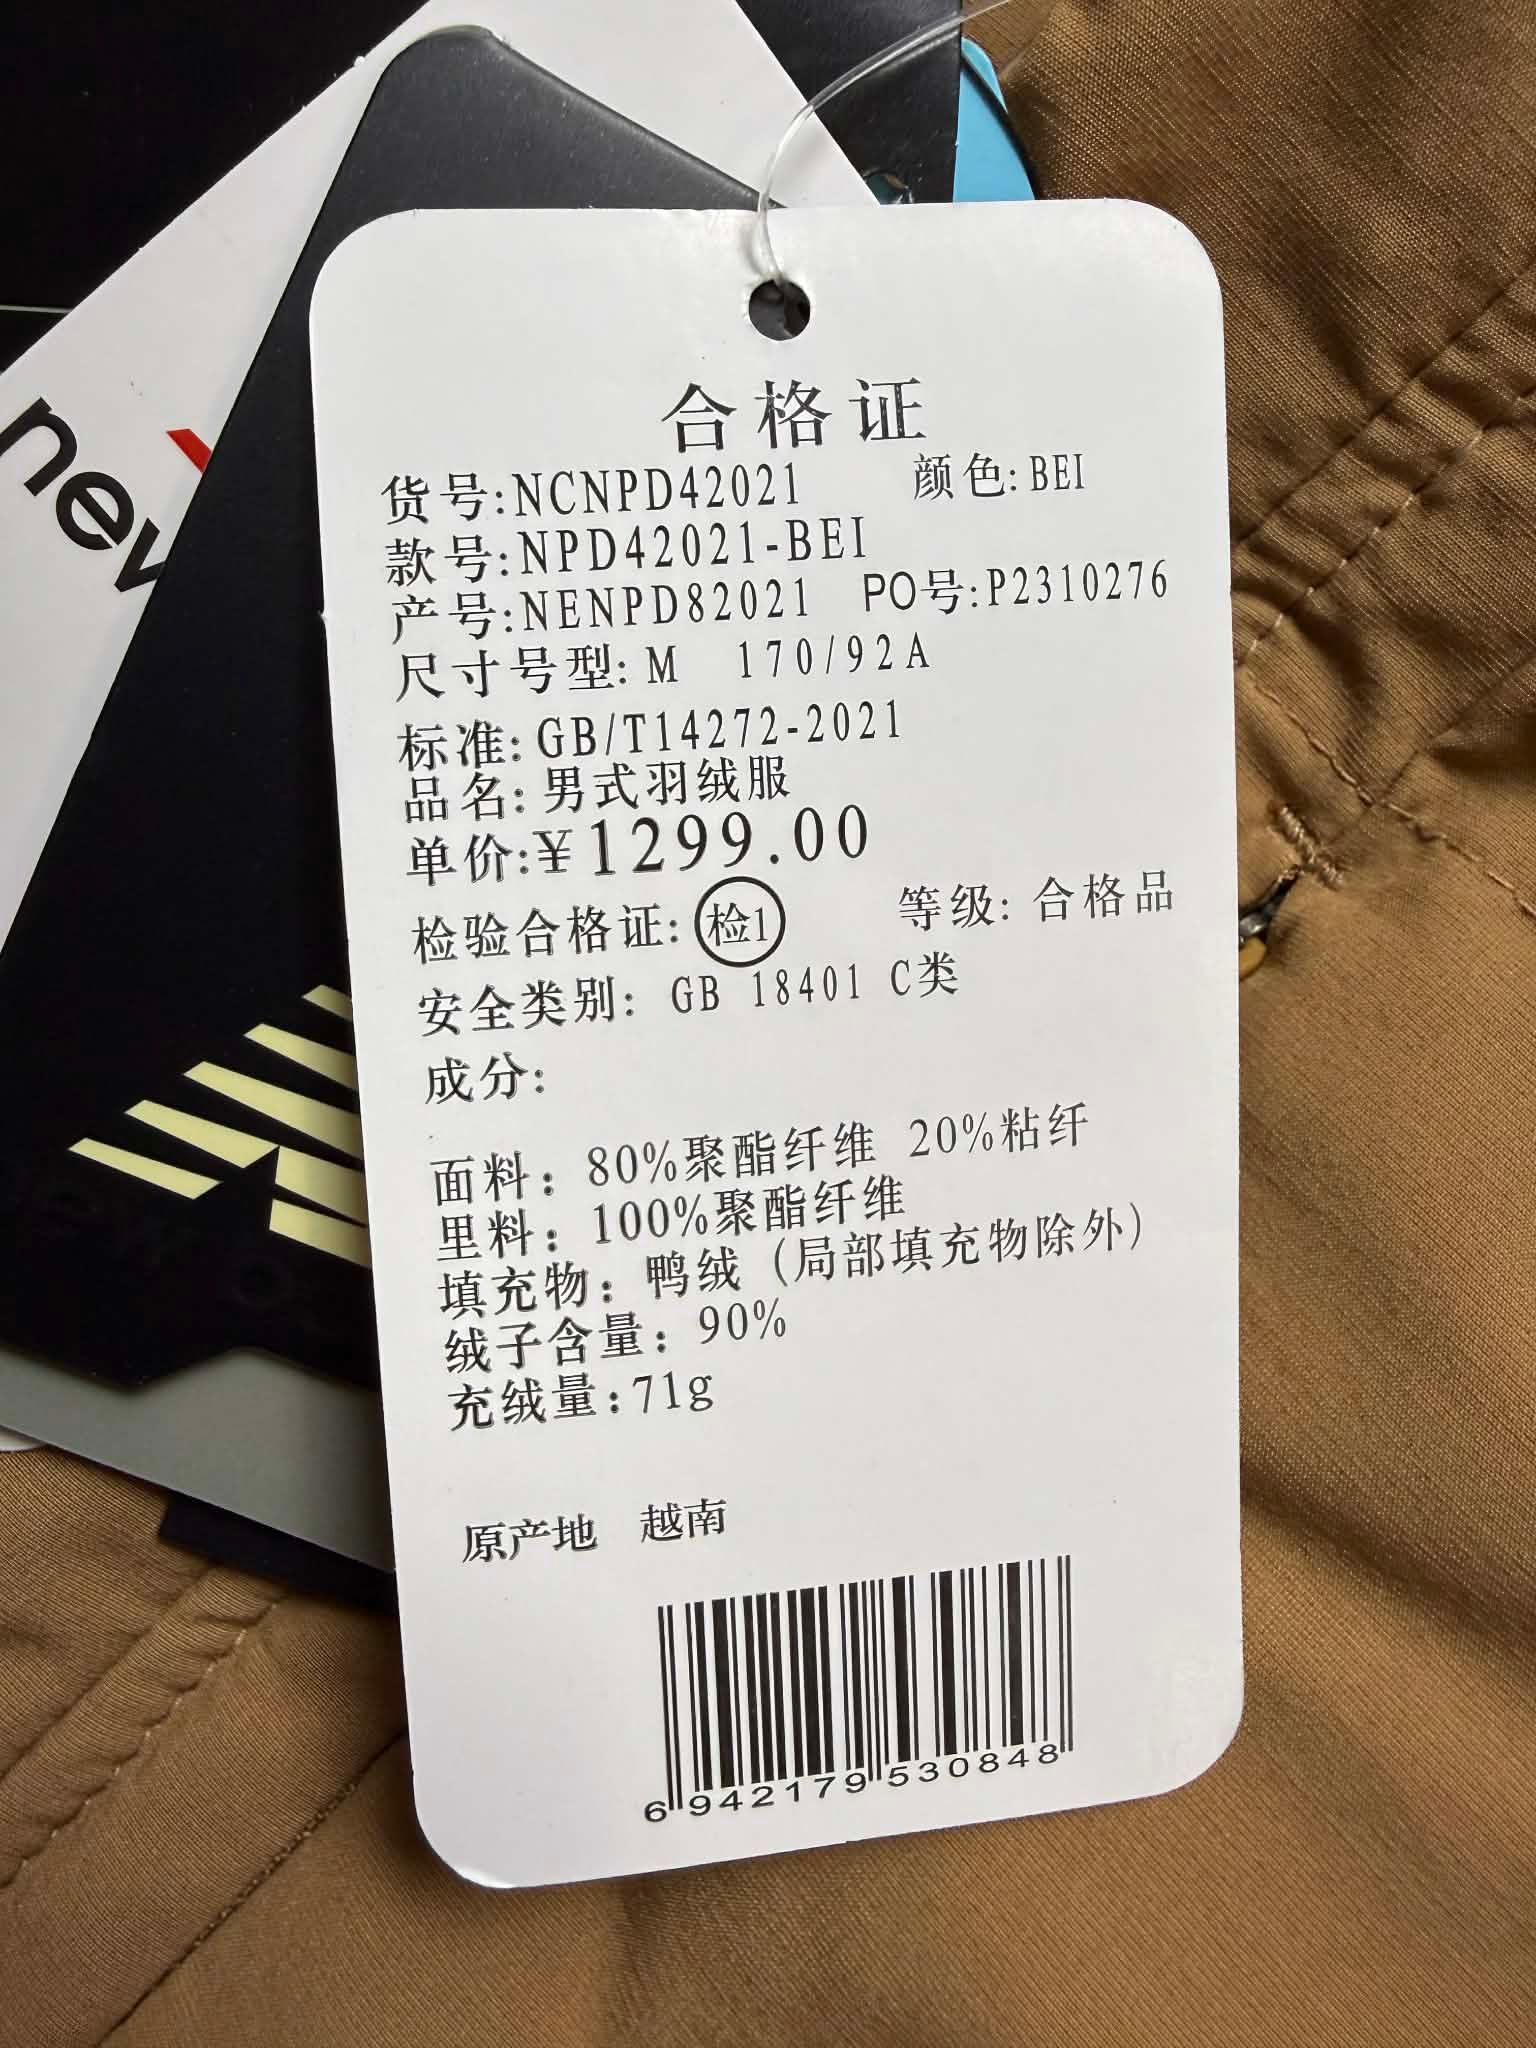 new
合格证
货号:NCNPD42021 颜色:BEI
款号:NPD42021-BEI
产号:NENPD82021 PO号:P2310276
尺寸号型: M 170/92A
标准: GB/T14272-2021
品名: 男式羽绒服
单价:¥1299.00
检验合格证: 检1 等级: 合格品
安全类别: GB 18401 C类
成分:
面料: 80%聚酯纤维 20%粘纤
里料: 100%聚酯纤维
填充物: 鸭绒 (局部填充物除外)
绒子含量: 90%
充绒量:71g
原产地 越南
6 942179 530848